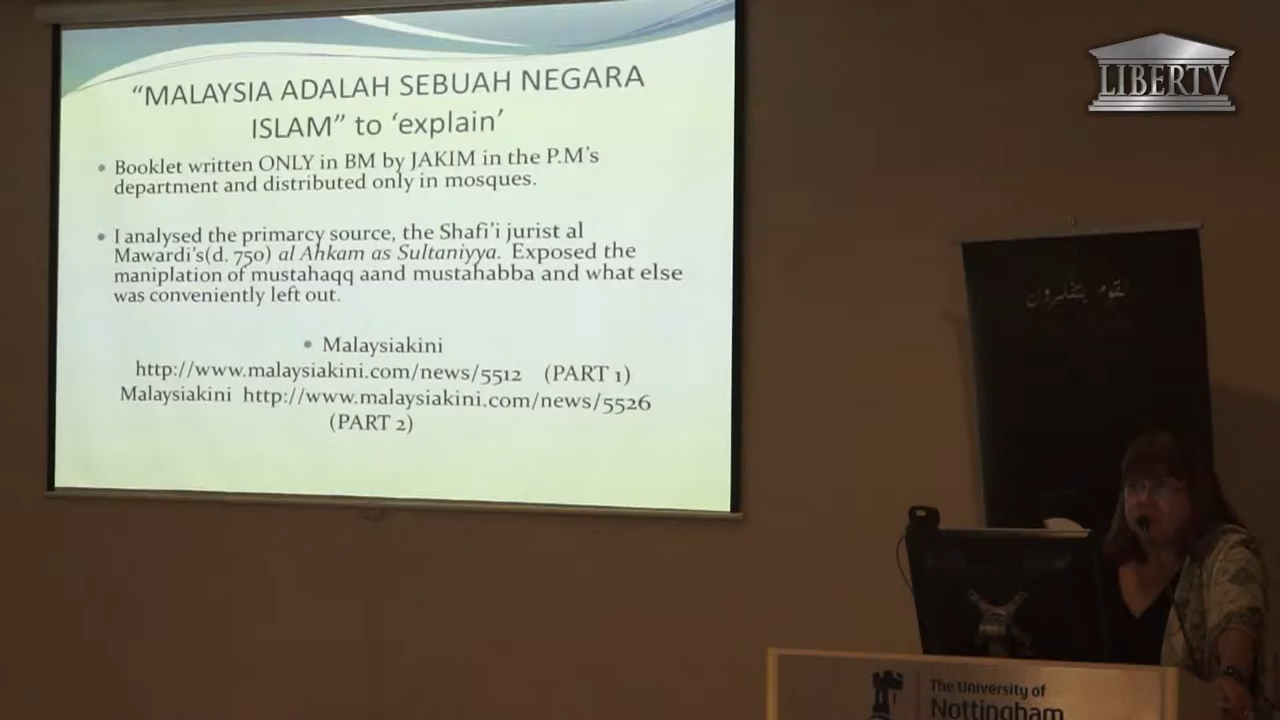 LIBERTV
“MALAYSIA ADALAH SEBUAH NEGARA
ISLAM” to ‘explain’
• Booklet written ONLY in BM by JAKIM in the P.M’s
department and distributed only in mosques.
• I analysed the primarcy source, the Shafi’i jurist al
Mawardi’s(d. 750) al Ahkam as Sultaniyya. Exposed the
maniplation of mustahaqq aand mustahabba and what else
was conveniently left out.
• Malaysiakini
http://www.malaysiakini.com/news/5512 (PART 1)
Malaysiakini http://www.malaysiakini.com/news/5526
(PART 2)
لقوم يتفكرون
The University of
Nottingham